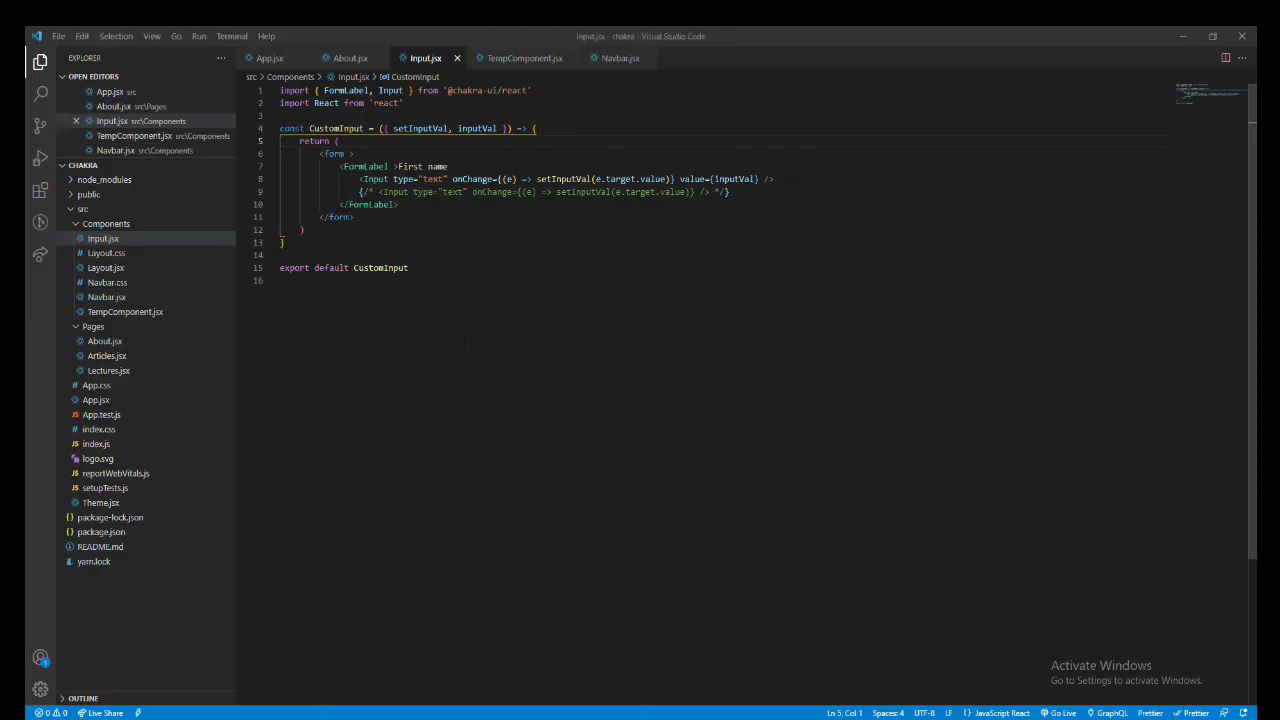 File Edit Selection View Go Run Terminal Help
Input.jsx - chakra - Visual Studio Code
EXPLORER
OPEN EDITORS
App.jsx src
About.jsx src\Pages
Input.jsx src\Components
TempComponent.jsx src\Components
Navbar.jsx src\Components
CHAKRA
node_modules
public
src
Components
Input.jsx
Layout.css
Layout.jsx
Navbar.css
Navbar.jsx
TempComponent.jsx
Pages
About.jsx
Articles.jsx
Lectures.jsx
App.css
App.jsx
App.test.js
index.css
index.js
logo.svg
reportWebVitals.js
setupTests.js
Theme.jsx
package-lock.json
package.json
README.md
yarn.lock
OUTLINE
App.jsx About.jsx Input.jsx TempComponent.jsx Navbar.jsx
src > Components > Input.jsx > CustomInput
1 import { FormLabel, Input } from '@chakra-ui/react'
2 import React from 'react'
3
4 const CustomInput = ({ setInputVal, inputVal }) => {
5 return (
6 <form >
7 <FormLabel >First name
8 <Input type="text" onChange={(e) => setInputVal(e.target.value)} value={inputVal} />
9 {/* <Input type="text" onChange={(e) => setInputVal(e.target.value)} /> */}
10 </FormLabel>
11 </form>
12 )
13 }
14
15 export default CustomInput
16
Activate Windows
Go to Settings to activate Windows.
1
0 0 Live Share Ln 5, Col 1 Spaces: 4 UTF-8 LF JavaScript React Go Live GraphQL Prettier Prettier